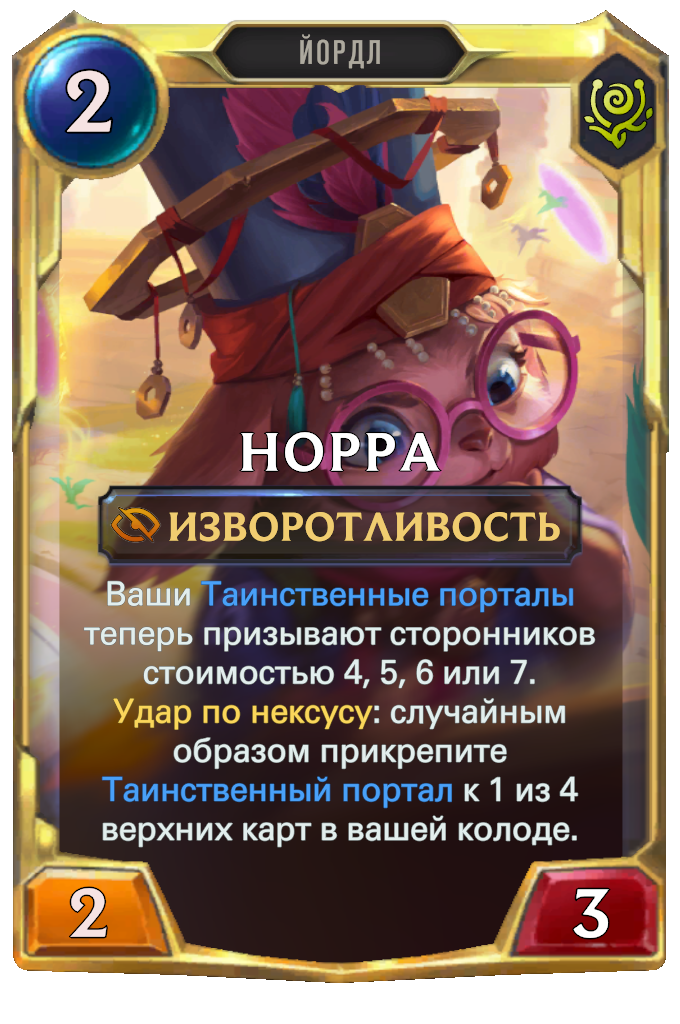 ЙОРДЛ
2
НОРРА
ИЗВОРОТЛИВОСТЬ
Ваши Таинственные порталы
теперь призывают сторонников
стоимостью 4, 5, 6 или 7.
Удар по нексусу: случайным
образом прикрепите
Таинственный портал к 1 из 4
верхних карт в вашей колоде.
2
3